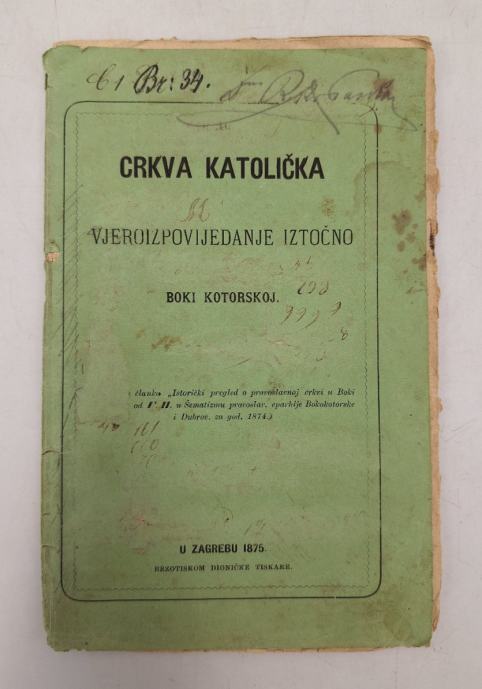 Br: 34.
CRKVA KATOLIČKA
VJEROIZPOVIJEDANJE IZTOČNO
BOKI KOTORSKOJ.
članku „Istorički pregled o pravoslavnoj crkvi u Boki
od F. H. u Šematizmu pravoslav. eparhije Bokokotorske
i Dubrov. za god. 1874.)
U ZAGREBU 1875.
BRZOTISKOM DIONIČKE TISKARE.